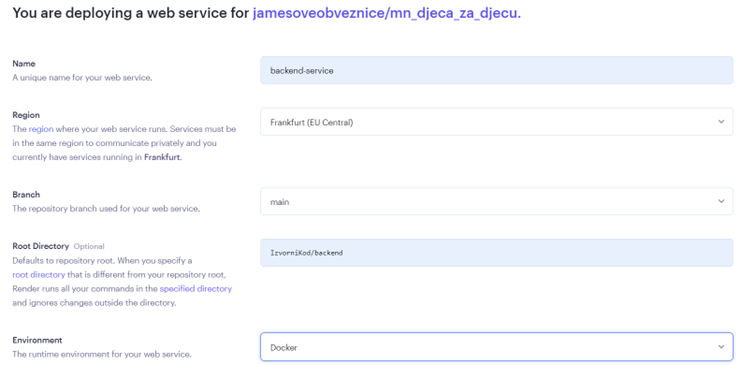 You are deploying a web service for jamesoveobveznice/mn_djeca_za_djecu.
Name
A unique name for your web service.
backend-service
Region
The region where your web service runs. Services must be
in the same region to communicate privately and you
currently have services running in Frankfurt.
Frankfurt (EU Central)
Branch
The repository branch used for your web service.
main
Root Directory Optional
Defaults to repository root. When you specify a
root directory that is different from your repository root,
Render runs all your commands in the specified directory
and ignores changes outside the directory.
IzvorniKod/backend
Environment
The runtime environment for your web service.
Docker